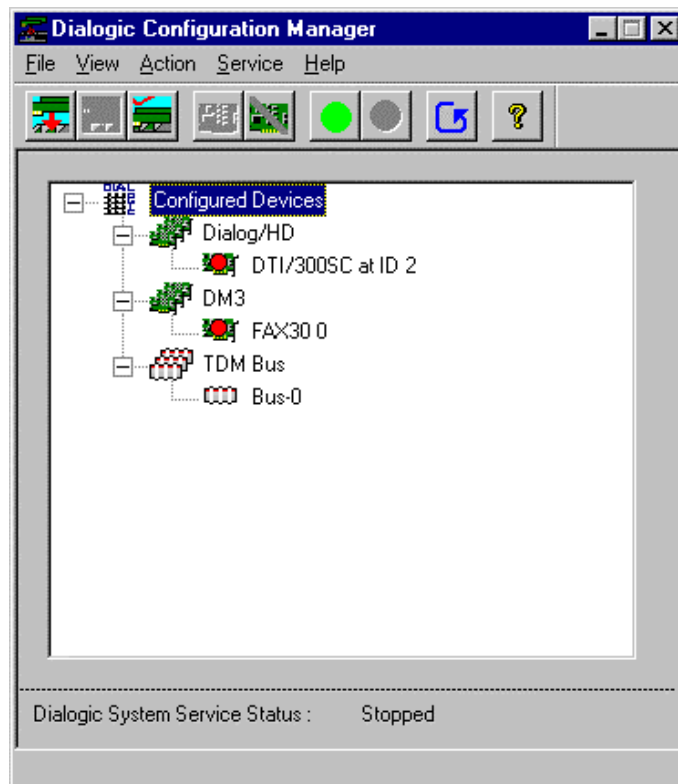 Dialogic Configuration Manager
File View Action Service Help
?
DIALOGIC
Configured Devices
Dialog/HD
DTI/300SC at ID 2
DM3
FAX30 0
TDM Bus
Bus-0
Dialogic System Service Status : Stopped